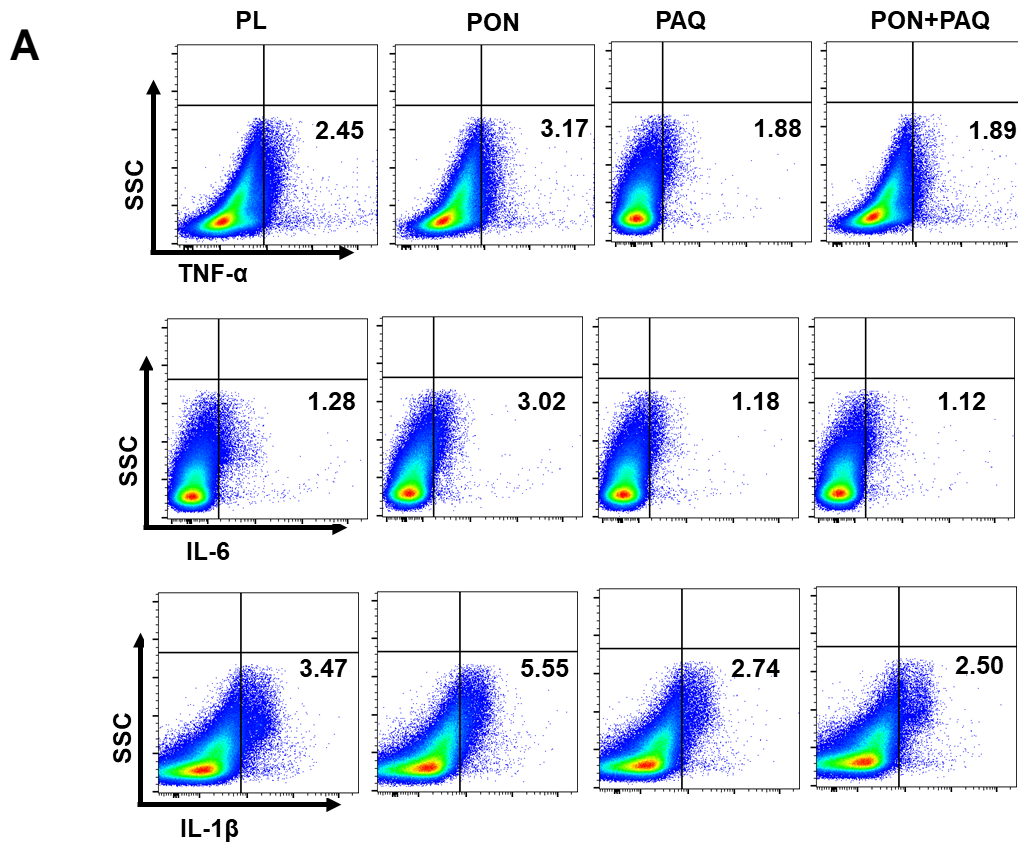 A
PL PON PAQ PON+PAQ
2.45 3.17 1.88 1.89
SSC
TNF-α
1.28 3.02 1.18 1.12
SSC
IL-6
3.47 5.55 2.74 2.50
SSC
IL-1β